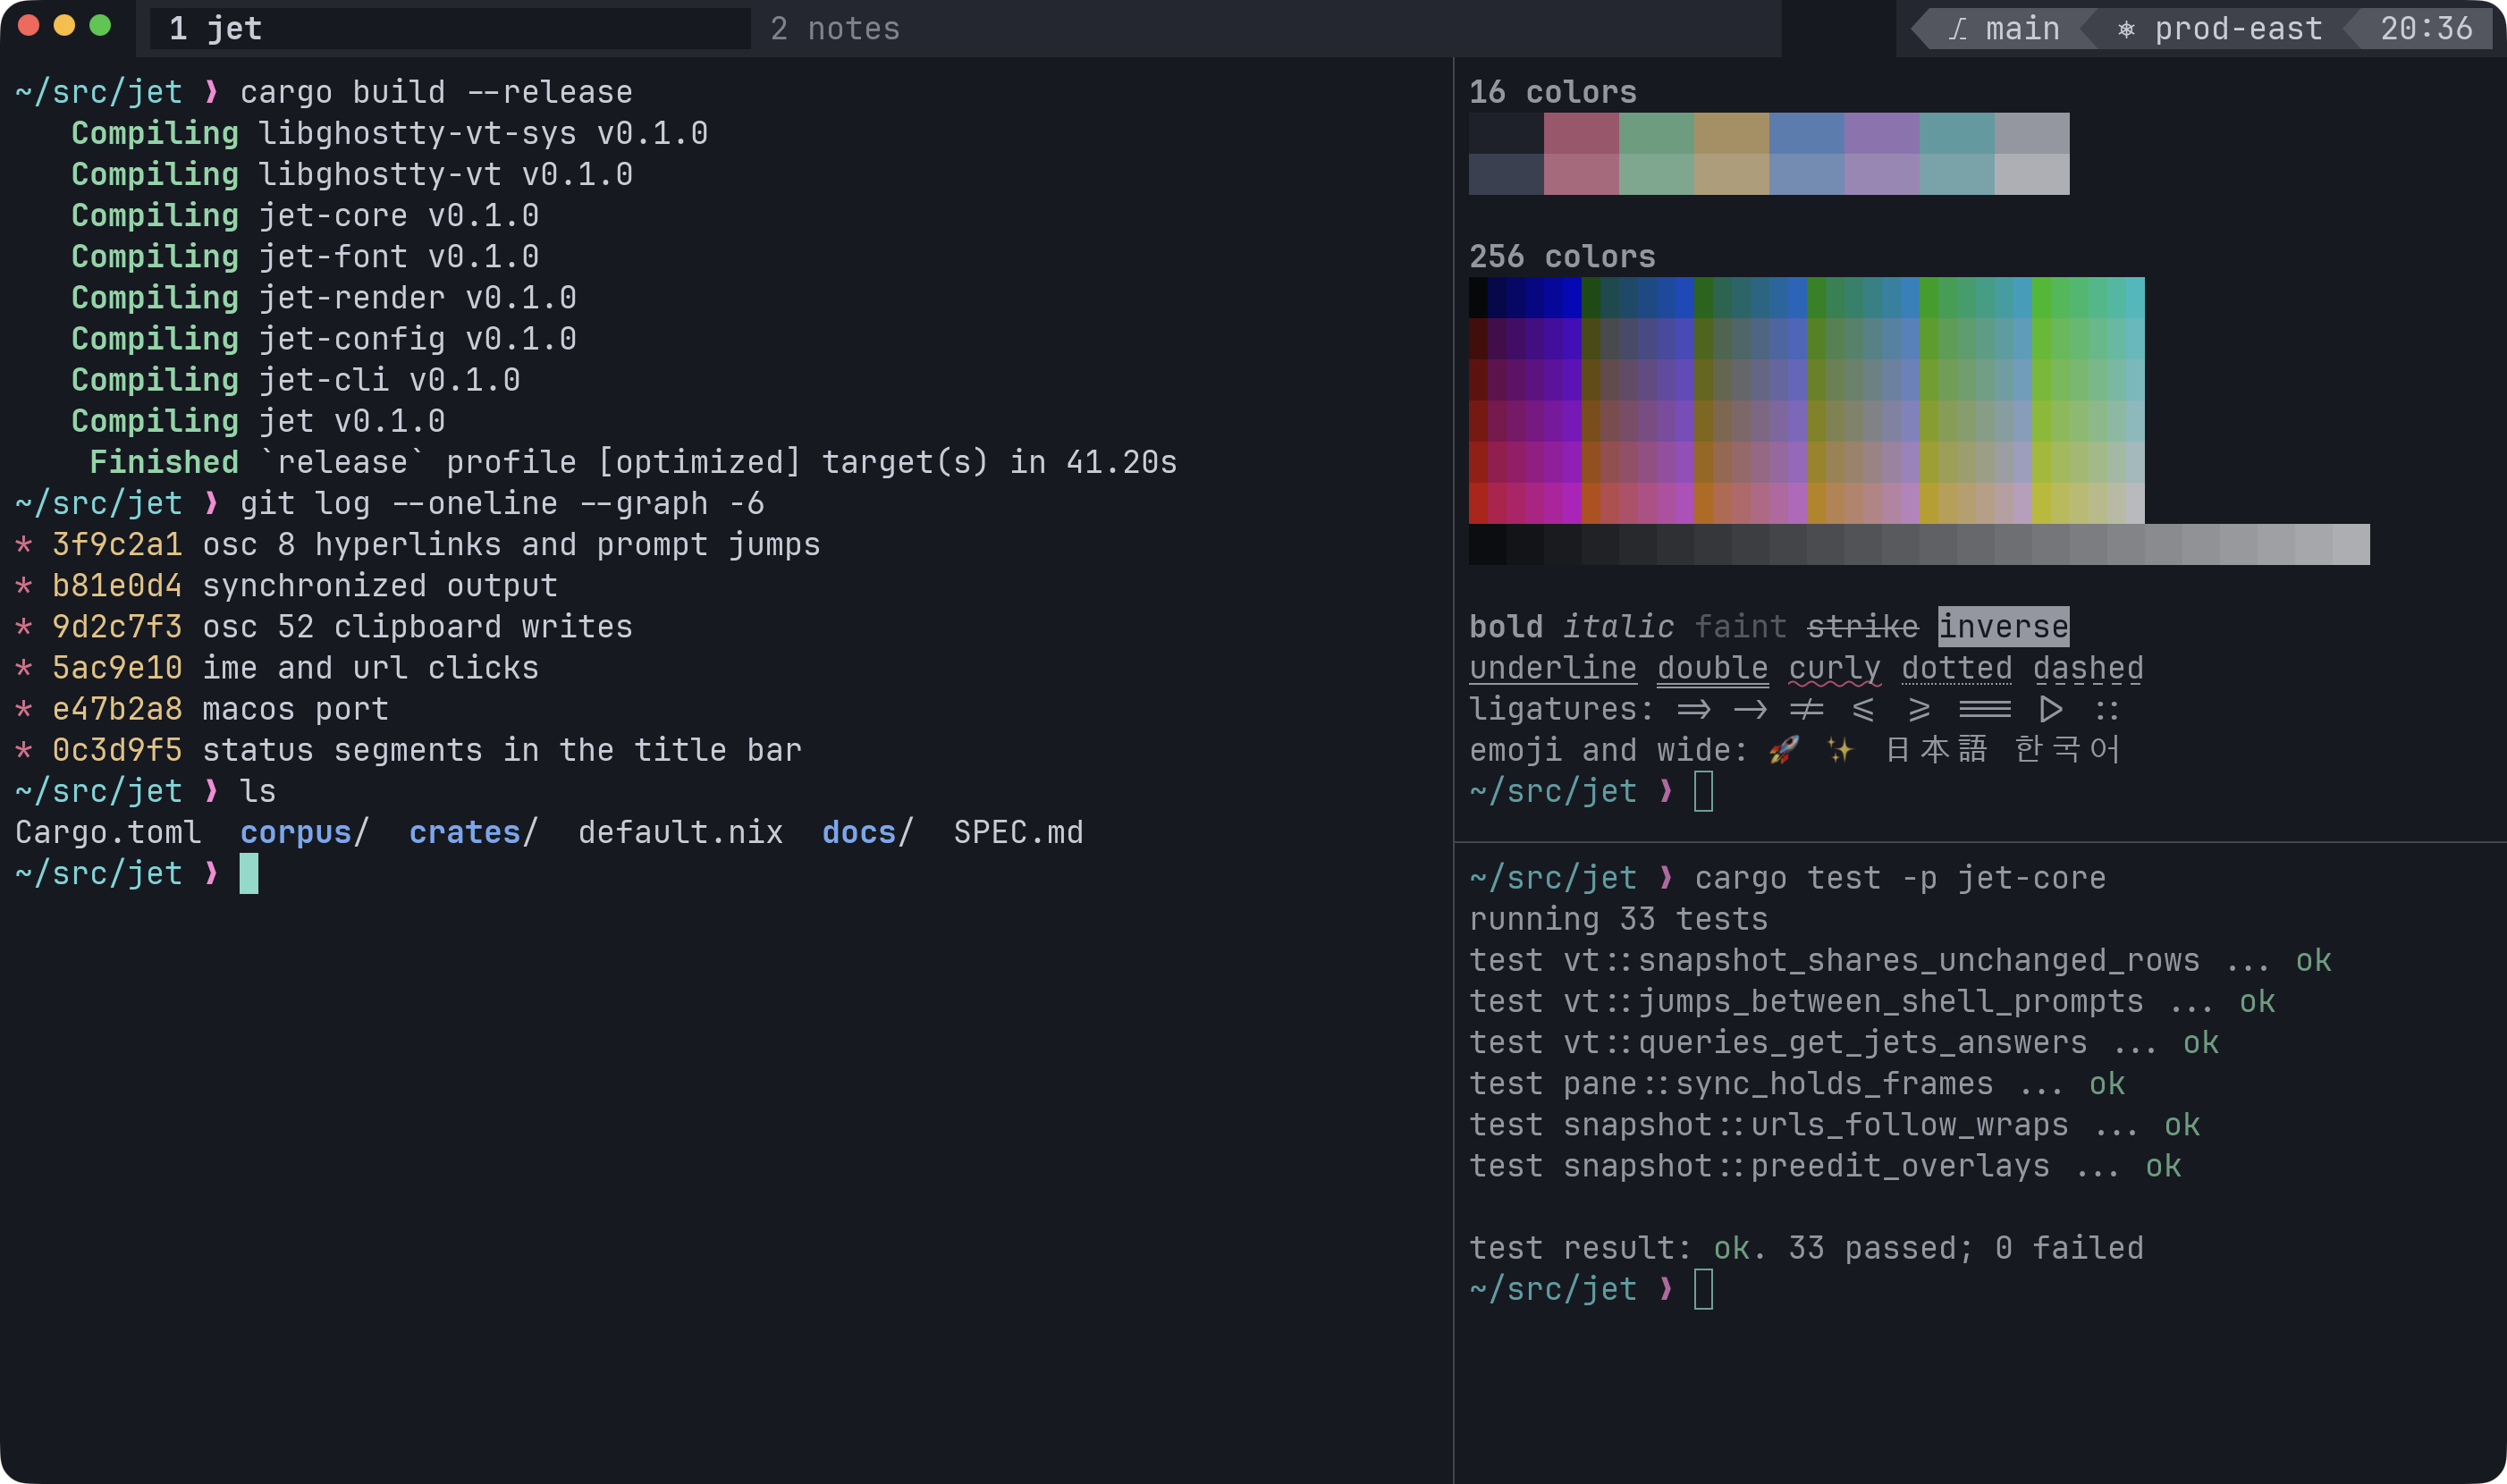 1 jet
2 notes
⎇ main ⎈ prod-east 20:36
~/src/jet ❱ cargo build --release
Compiling libghostty-vt-sys v0.1.0
Compiling libghostty-vt v0.1.0
Compiling jet-core v0.1.0
Compiling jet-font v0.1.0
Compiling jet-render v0.1.0
Compiling jet-config v0.1.0
Compiling jet-cli v0.1.0
Compiling jet v0.1.0
Finished `release` profile [optimized] target(s) in 41.20s
~/src/jet ❱ git log --oneline --graph -6
* 3f9c2a1 osc 8 hyperlinks and prompt jumps
* b81e0d4 synchronized output
* 9d2c7f3 osc 52 clipboard writes
* 5ac9e10 ime and url clicks
* e47b2a8 macos port
* 0c3d9f5 status segments in the title bar
~/src/jet ❱ ls
Cargo.toml  corpus/  crates/  default.nix  docs/  SPEC.md
~/src/jet ❱
16 colors
256 colors
bold italic faint strike inverse
underline double curly dotted dashed
ligatures: => -> != <= >= === |> ::
emoji and wide: 🚀 ✨ 日本語 한국어
~/src/jet ❱
~/src/jet ❱ cargo test -p jet-core
running 33 tests
test vt::snapshot_shares_unchanged_rows ... ok
test vt::jumps_between_shell_prompts ... ok
test vt::queries_get_jets_answers ... ok
test pane::sync_holds_frames ... ok
test snapshot::urls_follow_wraps ... ok
test snapshot::preedit_overlays ... ok
test result: ok. 33 passed; 0 failed
~/src/jet ❱